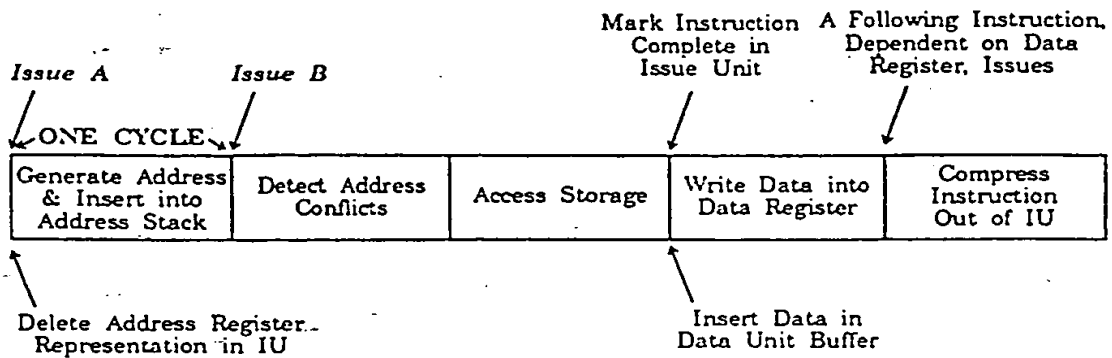 Mark Instruction
Complete in
Issue Unit
A Following Instruction,
Dependent on Data
Register, Issues
Issue A
Issue B
ONE CYCLE
Generate Address
& Insert into
Address Stack
Detect Address
Conflicts
Access Storage
Write Data into
Data Register
Compress
Instruction
Out of IU
Delete Address Register
Representation in IU
Insert Data in
Data Unit Buffer